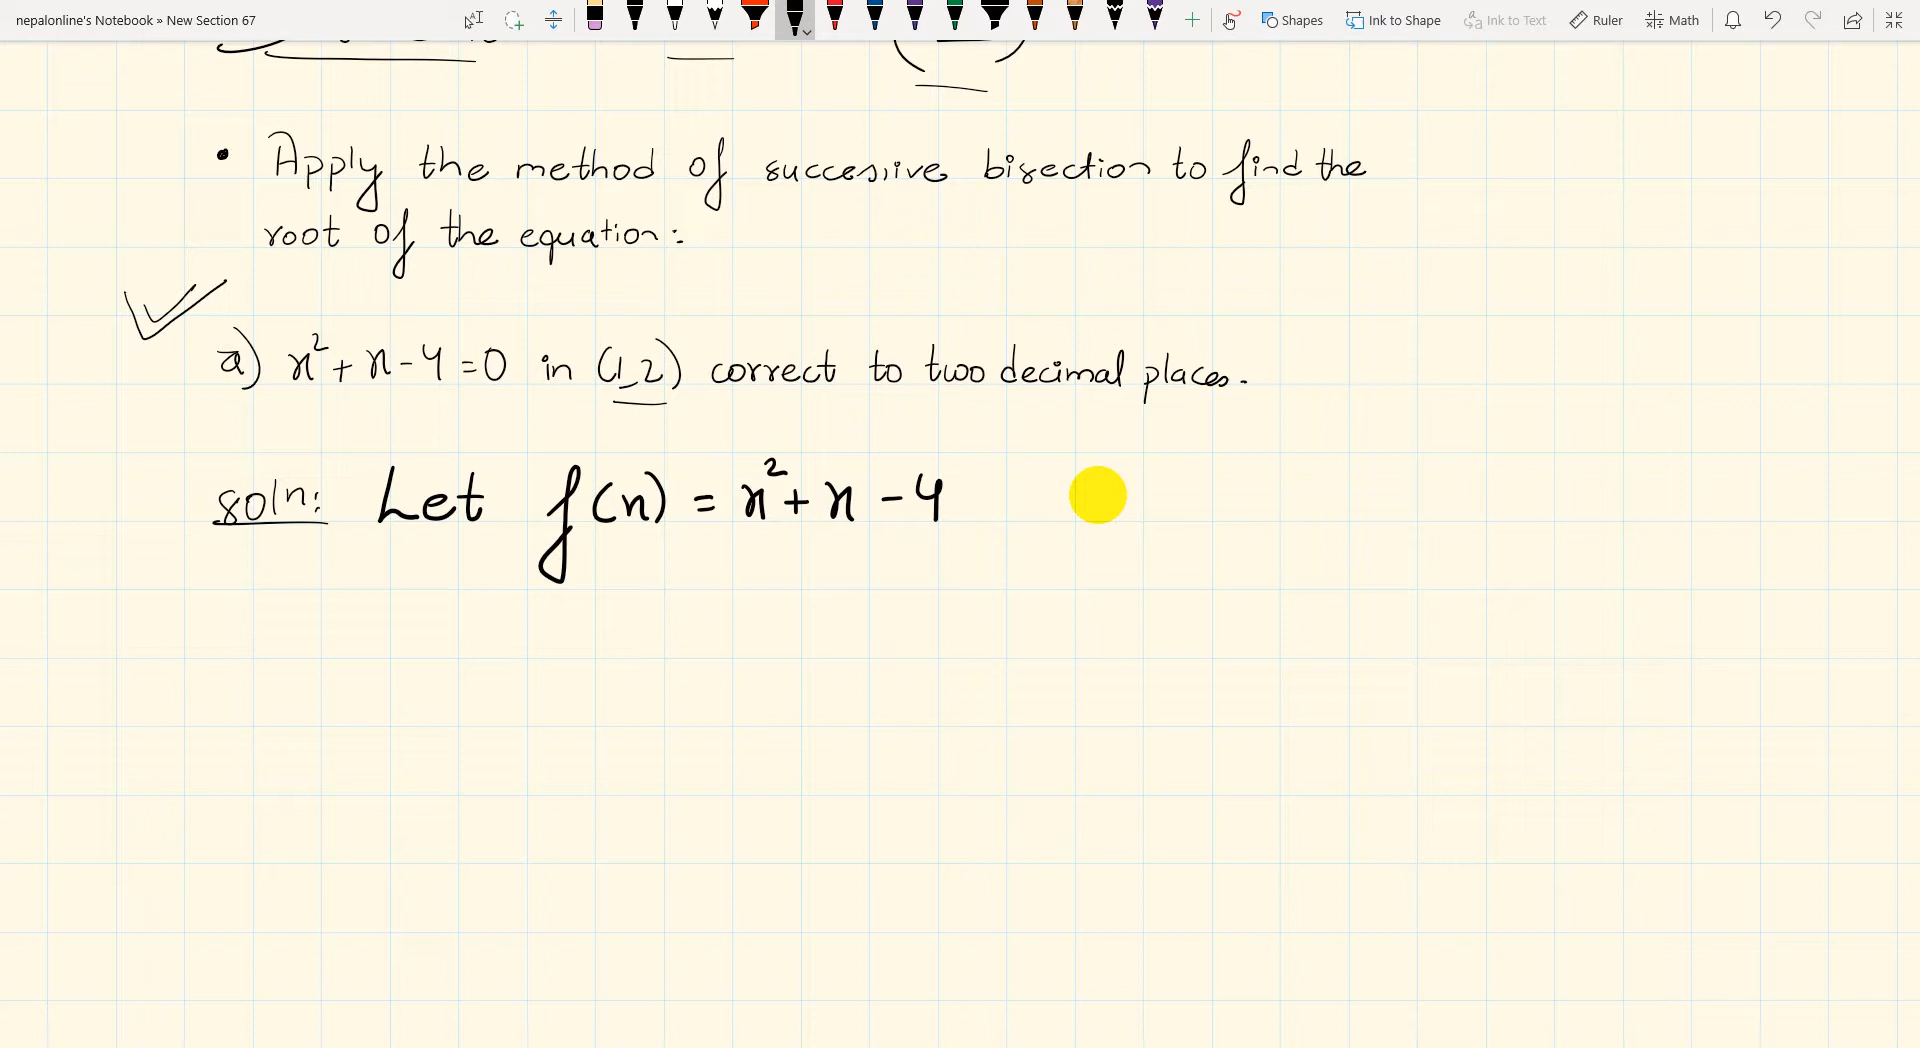 nepalonline's Notebook » New Section 67
Shapes Ink to Shape Ink to Text Ruler Math
• Apply the method of successive bisection to find the
root of the equation:
a) x² + x - 4 = 0 in (1, 2) correct to two decimal places.
soln: Let f(x) = x² + x - 4